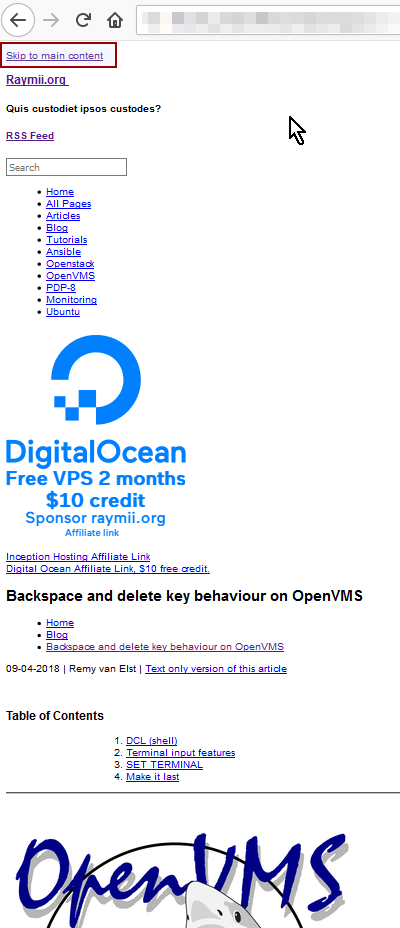 Skip to main content
Raymii.org
Quis custodiet ipsos custodes?
RSS Feed
Search
Home
All Pages
Articles
Blog
Tutorials
Ansible
Openstack
OpenVMS
PDP-8
Monitoring
Ubuntu
DigitalOcean
Free VPS 2 months
$10 credit
Sponsor raymii.org
Affiliate link
Inception Hosting Affiliate Link
Digital Ocean Affiliate Link, $10 free credit.
Backspace and delete key behaviour on OpenVMS
Home
Blog
Backspace and delete key behaviour on OpenVMS
09-04-2018 | Remy van Elst | Text only version of this article
Table of Contents
1. DCL (shell)
2. Terminal input features
3. SET TERMINAL
4. Make it last
OpenVMS